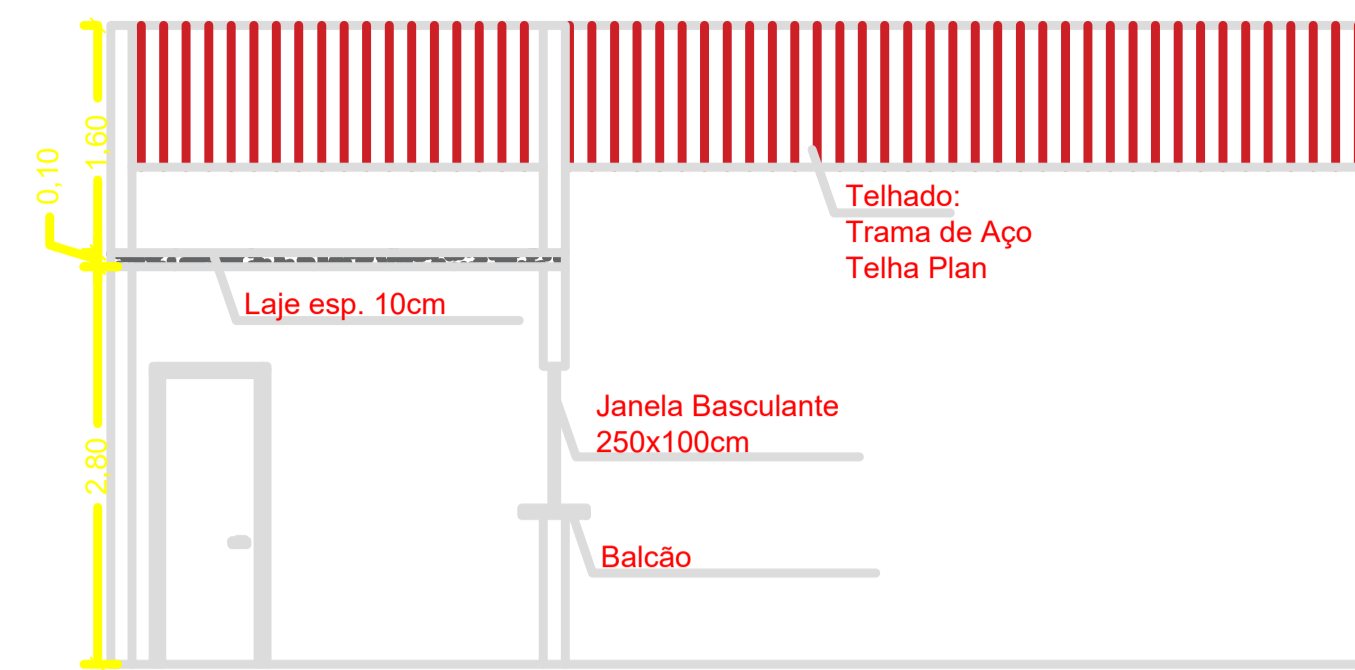 1,60
0,10
Telhado:
Trama de Aço
Telha Plan
Laje esp. 10cm
Janela Basculante
250x100cm
2,80
Balcão